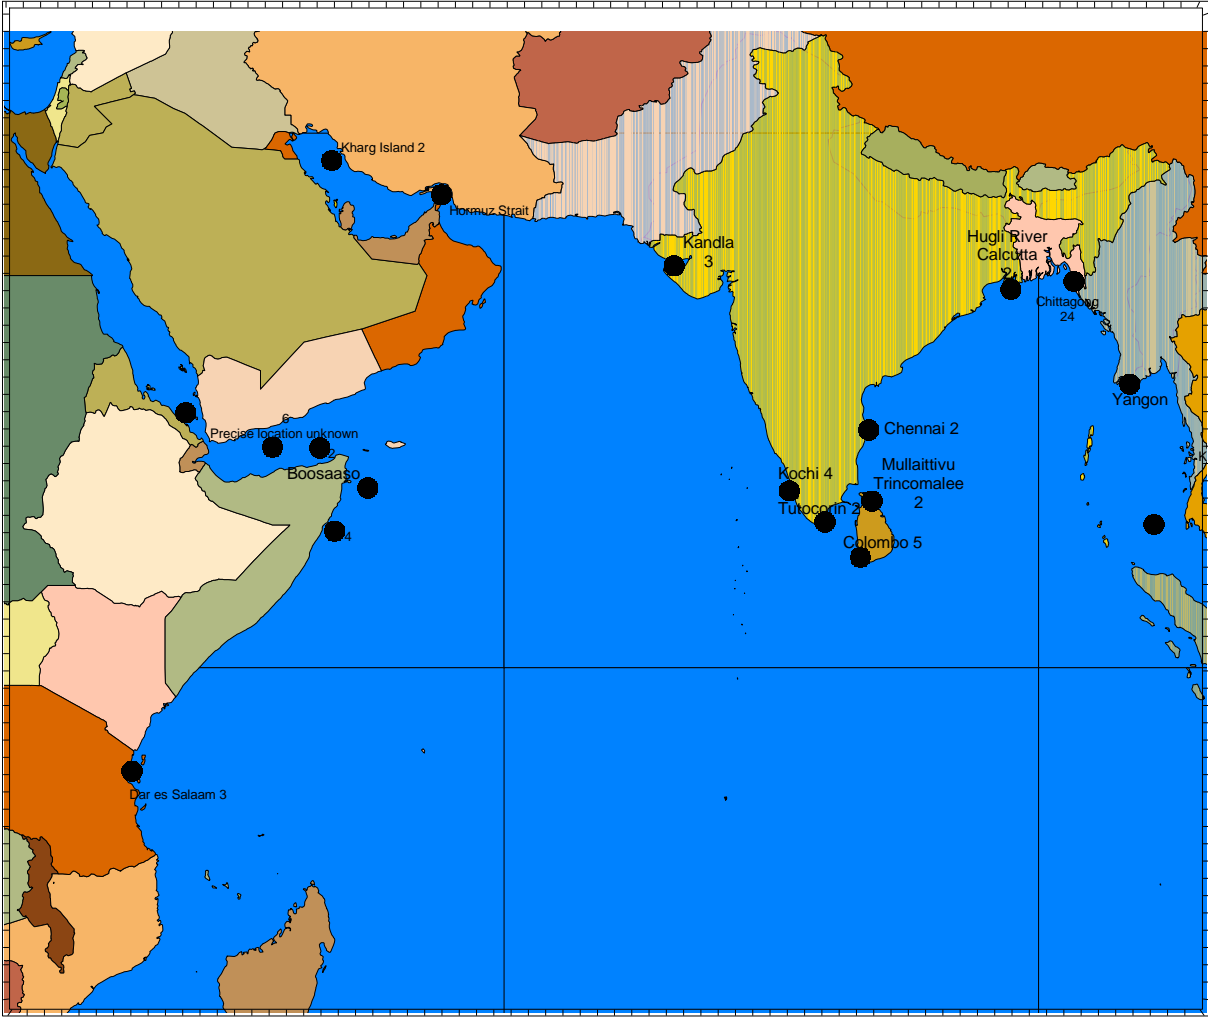 Kharg Island 2
Hormuz Strait
Kandla
3
Hugli River
Calcutta
2
Chittagong
24
Yangon
6
Precise location unknown
2
Boosaaso
4
Chennai 2
Kochi 4
Mullaittivu
Trincomalee
2
Tutocorin 2
Colombo 5
K
Dar es Salaam 3